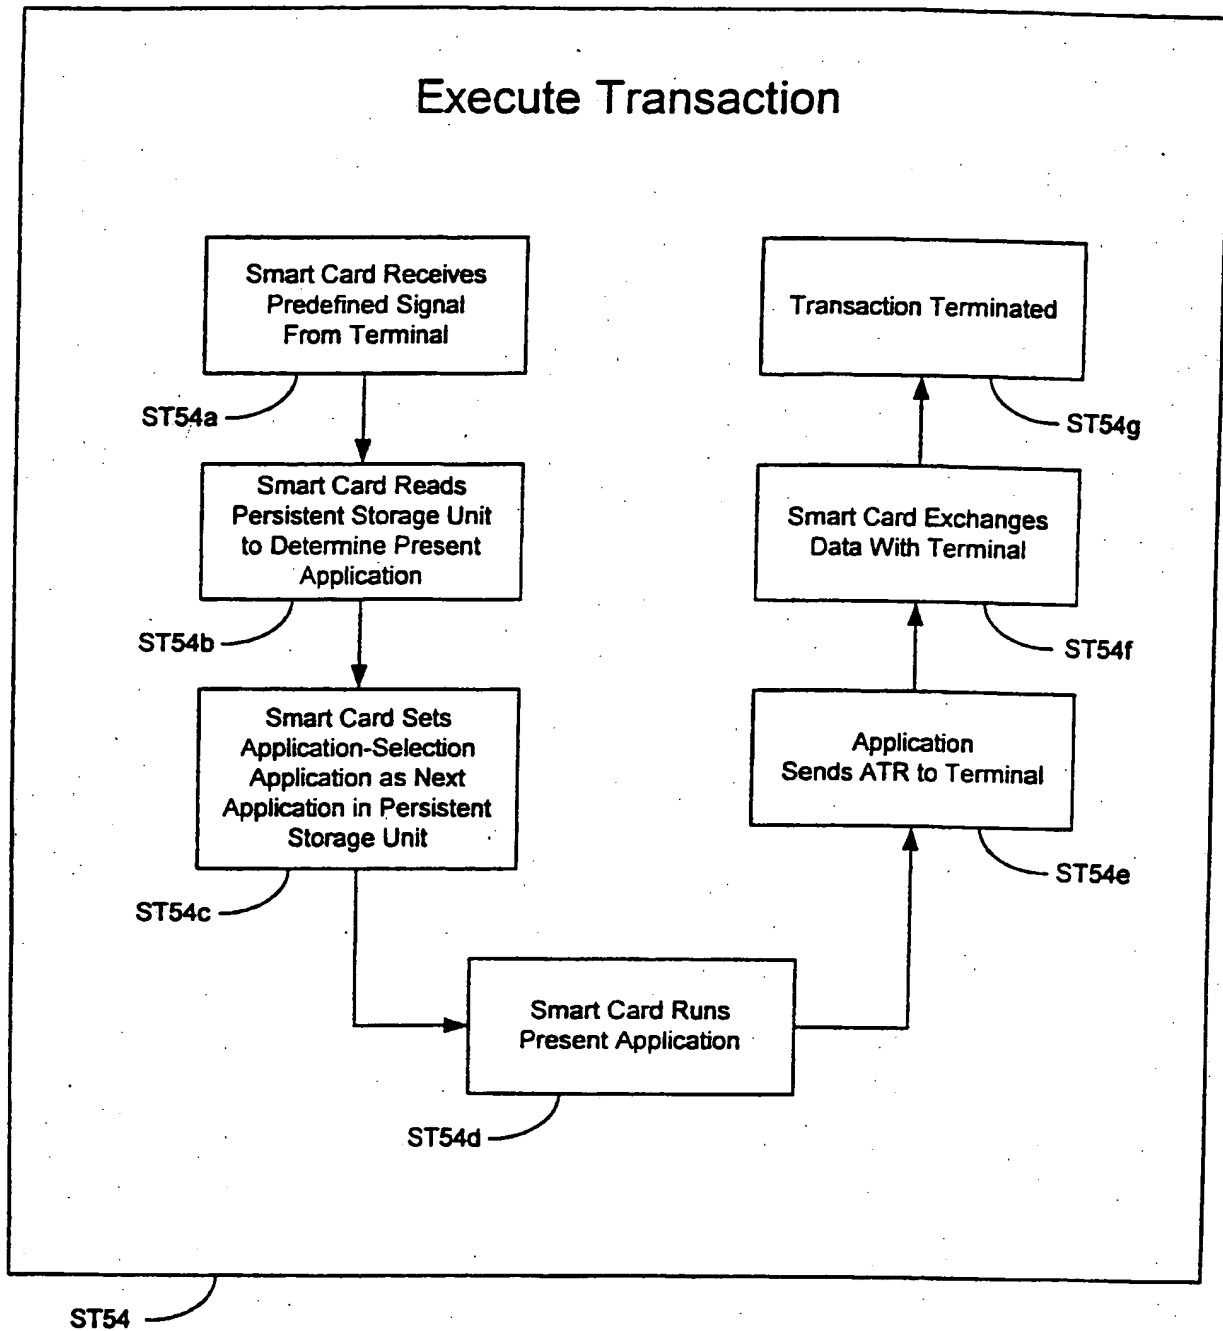 Execute Transaction
Smart Card Receives
Predefined Signal
From Terminal
ST54a
Smart Card Reads
Persistent Storage Unit
to Determine Present
Application
ST54b
Smart Card Sets
Application-Selection
Application as Next
Application in Persistent
Storage Unit
ST54c
Smart Card Runs
Present Application
ST54d
Application
Sends ATR to Terminal
ST54e
Smart Card Exchanges
Data With Terminal
ST54f
Transaction Terminated
ST54g
ST54